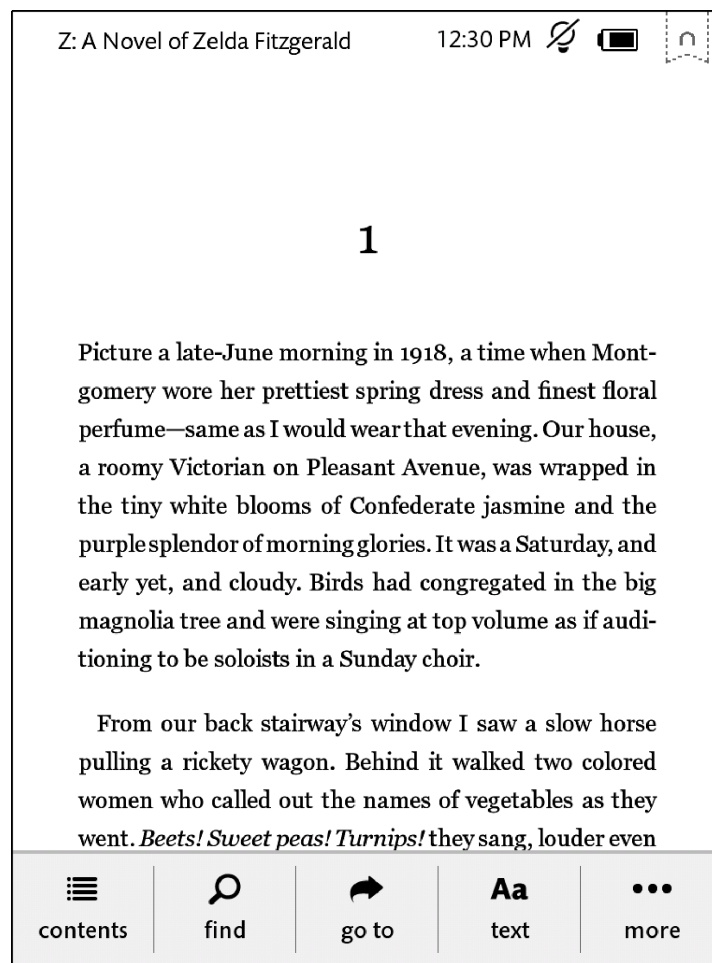 Z: A Novel of Zelda Fitzgerald 12:30 PM
1
Picture a late-June morning in 1918, a time when Mont-
gomery wore her prettiest spring dress and finest floral
perfume—same as I would wear that evening. Our house,
a roomy Victorian on Pleasant Avenue, was wrapped in
the tiny white blooms of Confederate jasmine and the
purple splendor of morning glories. It was a Saturday, and
early yet, and cloudy. Birds had congregated in the big
magnolia tree and were singing at top volume as if audi-
tioning to be soloists in a Sunday choir.
From our back stairway’s window I saw a slow horse
pulling a rickety wagon. Behind it walked two colored
women who called out the names of vegetables as they
went. Beets! Sweet peas! Turnips! they sang, louder even
contents find go to Aa text more